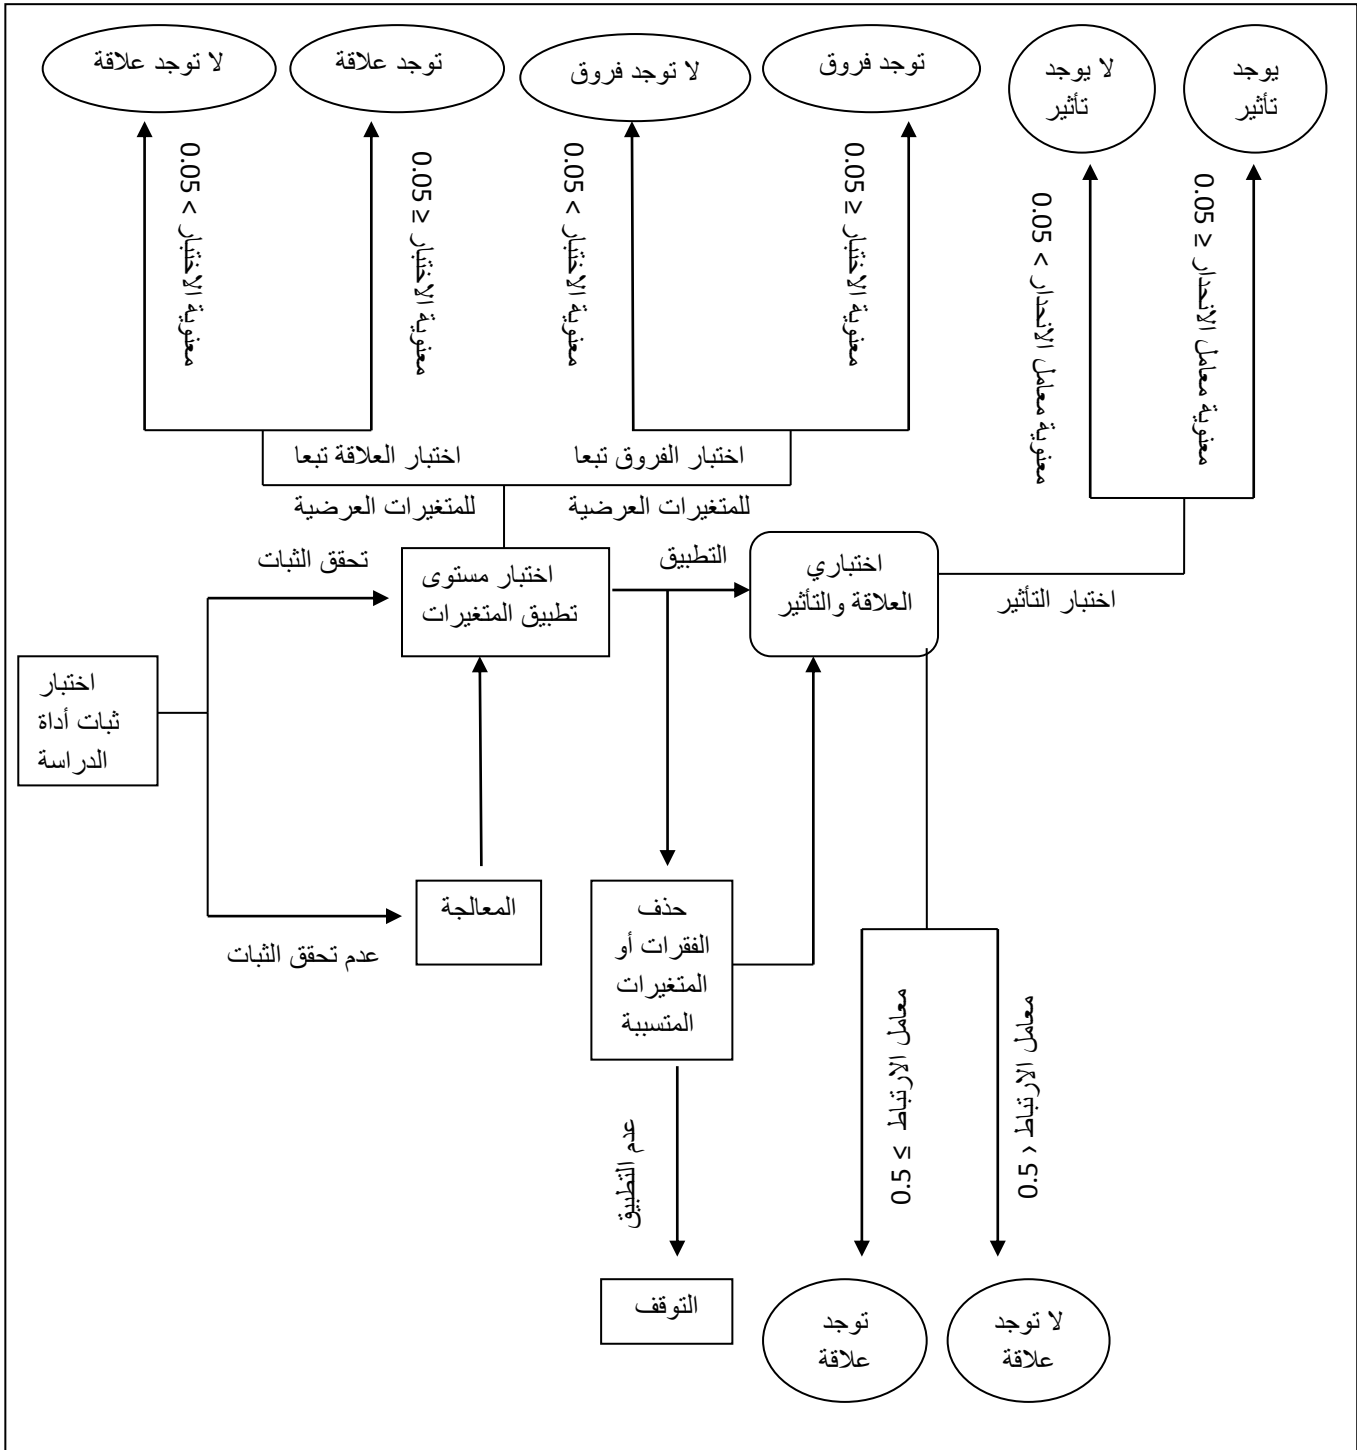 لا توجد علاقة
توجد علاقة
لا توجد فروق
توجد فروق
لا يوجد
تأثير
يوجد
تأثير
معنوية الاختبار > 0.05
معنوية الاختبار ≤ 0.05
معنوية الاختبار > 0.05
معنوية الاختبار ≤ 0.05
معنوية معامل الانحدار > 0.05
معنوية معامل الانحدار ≤ 0.05
اختبار العلاقة تبعا
للمتغيرات العرضية
اختبار الفروق تبعا
للمتغيرات العرضية
تحقق الثبات
اختبار مستوى
تطبيق المتغيرات
التطبيق
اختباري
العلاقة والتأثير
اختبار التأثير
اختبار
ثبات أداة
الدراسة
المعالجة
عدم تحقق الثبات
حذف
الفقرات أو
المتغيرات
المتسببة
معامل الارتباط ≥ 0.5
معامل الارتباط ‹ 0.5
عدم التطبيق
التوقف
توجد
علاقة
لا توجد
علاقة